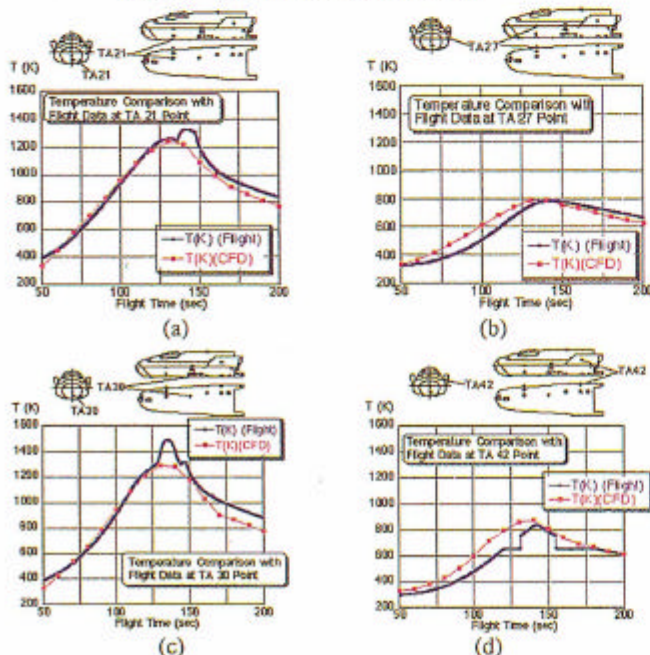 TA21
TA21
T (K)
1600
1400
1200
1000
800
600
400
200
Temperature Comparison with
Flight Data at TA 21 Point
T(K) (Flight)
T(K)(CFD)
50 100 150 200
Flight Time (sec)
(a)
TA27
T (K)
1600
1400
1200
1000
800
600
400
200
Temperature Comparison with
Flight Data at TA 27 Point
T(K) (Flight)
T(K)(CFD)
50 100 150 200
Flight Time (sec)
(b)
TA30
TA30
T (K)
1600
1400
1200
1000
800
600
400
200
T(K) (Flight)
T(K)(CFD)
Temperature Comparison with
Flight Data at TA 30 Point
50 100 150 200
Flight Time (sec)
(c)
TA42
TA42
T (K)
1600
1400
1200
1000
800
600
400
200
Temperature Comparison with
Flight Data at TA 42 Point
T(K) (Flight)
T(K)(CFD)
50 100 150 200
Flight Time (sec)
(d)